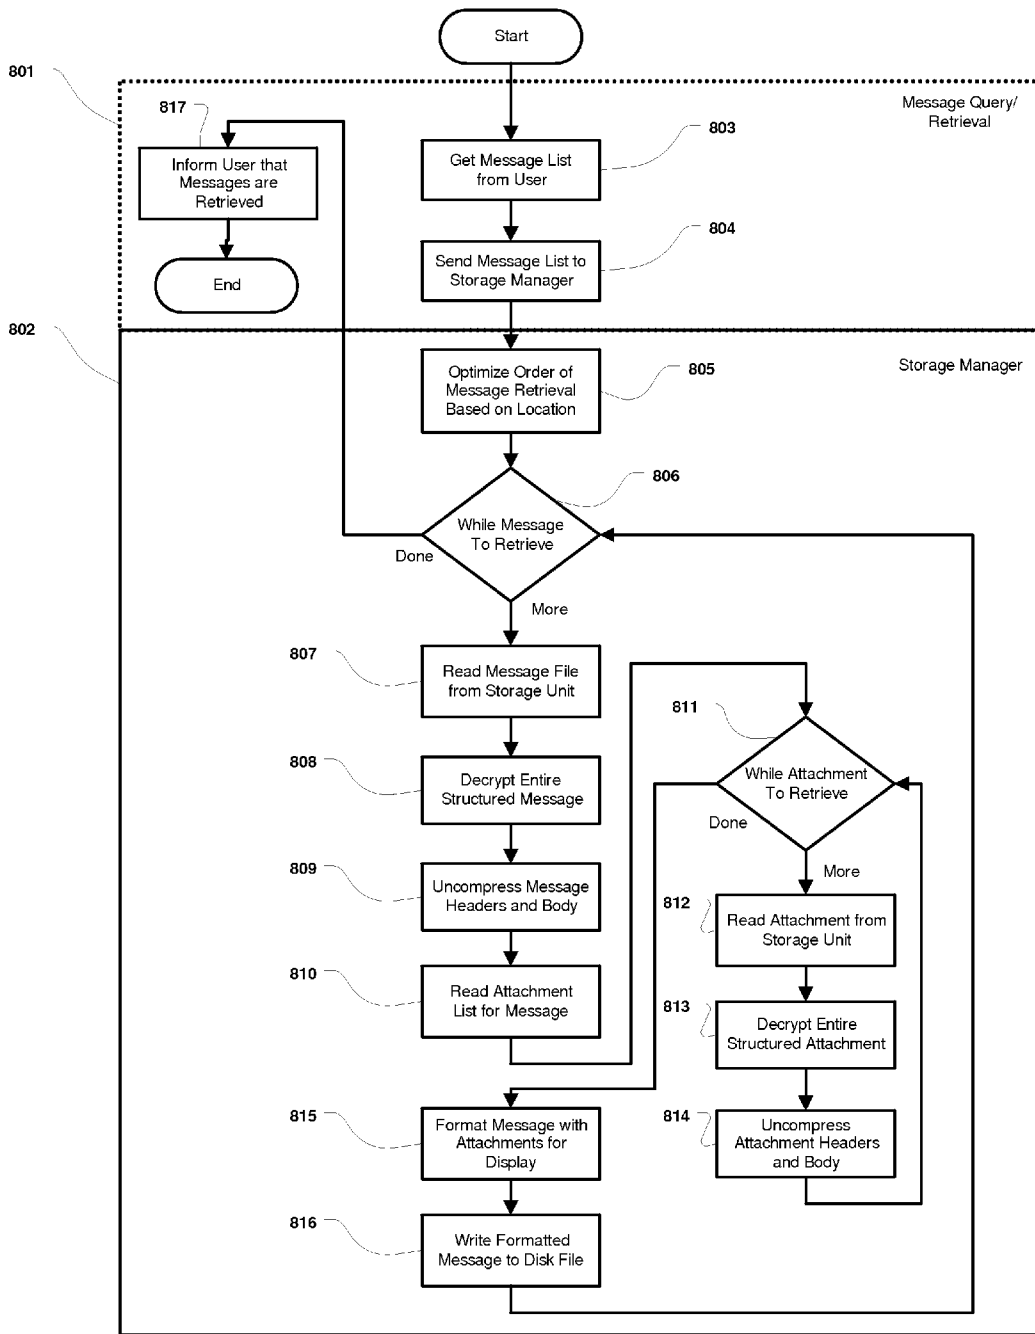 Start
801
Message Query/
Retrieval
817
803
Inform User that
Messages are
Retrieved
Get Message List
from User
804
Send Message List to
Storage Manager
End
802
Storage Manager
805
Optimize Order of
Message Retrieval
Based on Location
806
While Message
To Retrieve
Done
More
807
Read Message File
from Storage Unit
808
Decrypt Entire
Structured Message
809
Uncompress Message
Headers and Body
810
Read Attachment
List for Message
811
While Attachment
To Retrieve
Done
More
812
Read Attachment from
Storage Unit
813
Decrypt Entire
Structured Attachment
814
Uncompress
Attachment Headers
and Body
815
Format Message with
Attachments for
Display
816
Write Formatted
Message to Disk File